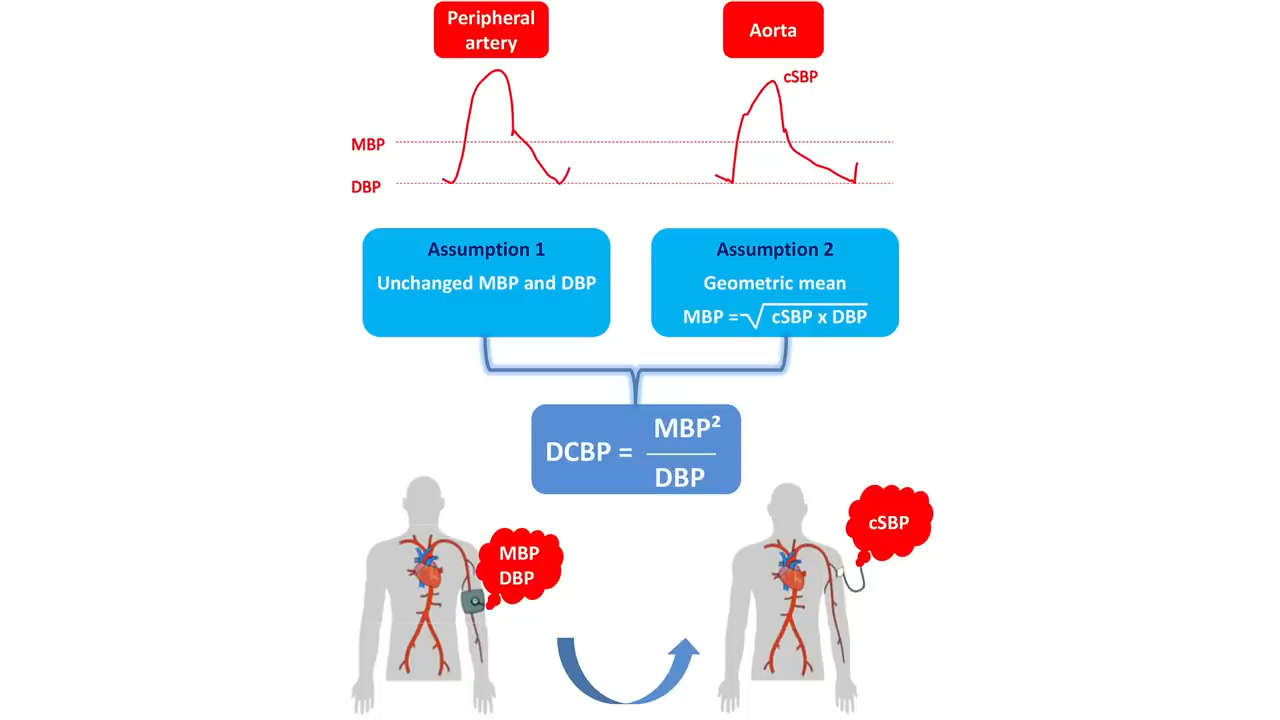 Peripheral
artery
Aorta
cSBP
MBP
DBP
Assumption 1
Unchanged MBP and DBP
Assumption 2
Geometric mean
MBP =√ cSBP x DBP
DCBP = MBP²
DBP
MBP
DBP
cSBP